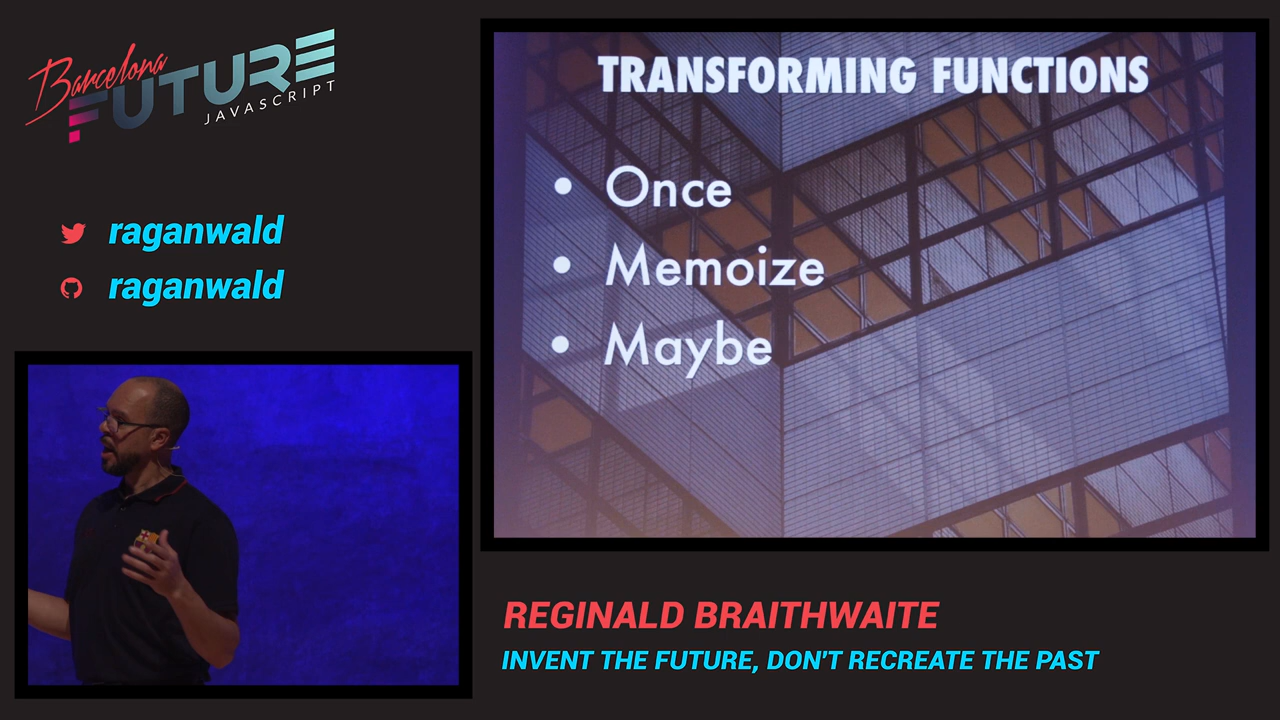 Barcelona
FUTURE
JAVASCRIPT
raganwald
raganwald
TRANSFORMING FUNCTIONS
• Once
• Memoize
• Maybe
REGINALD BRAITHWAITE
INVENT THE FUTURE, DON'T RECREATE THE PAST